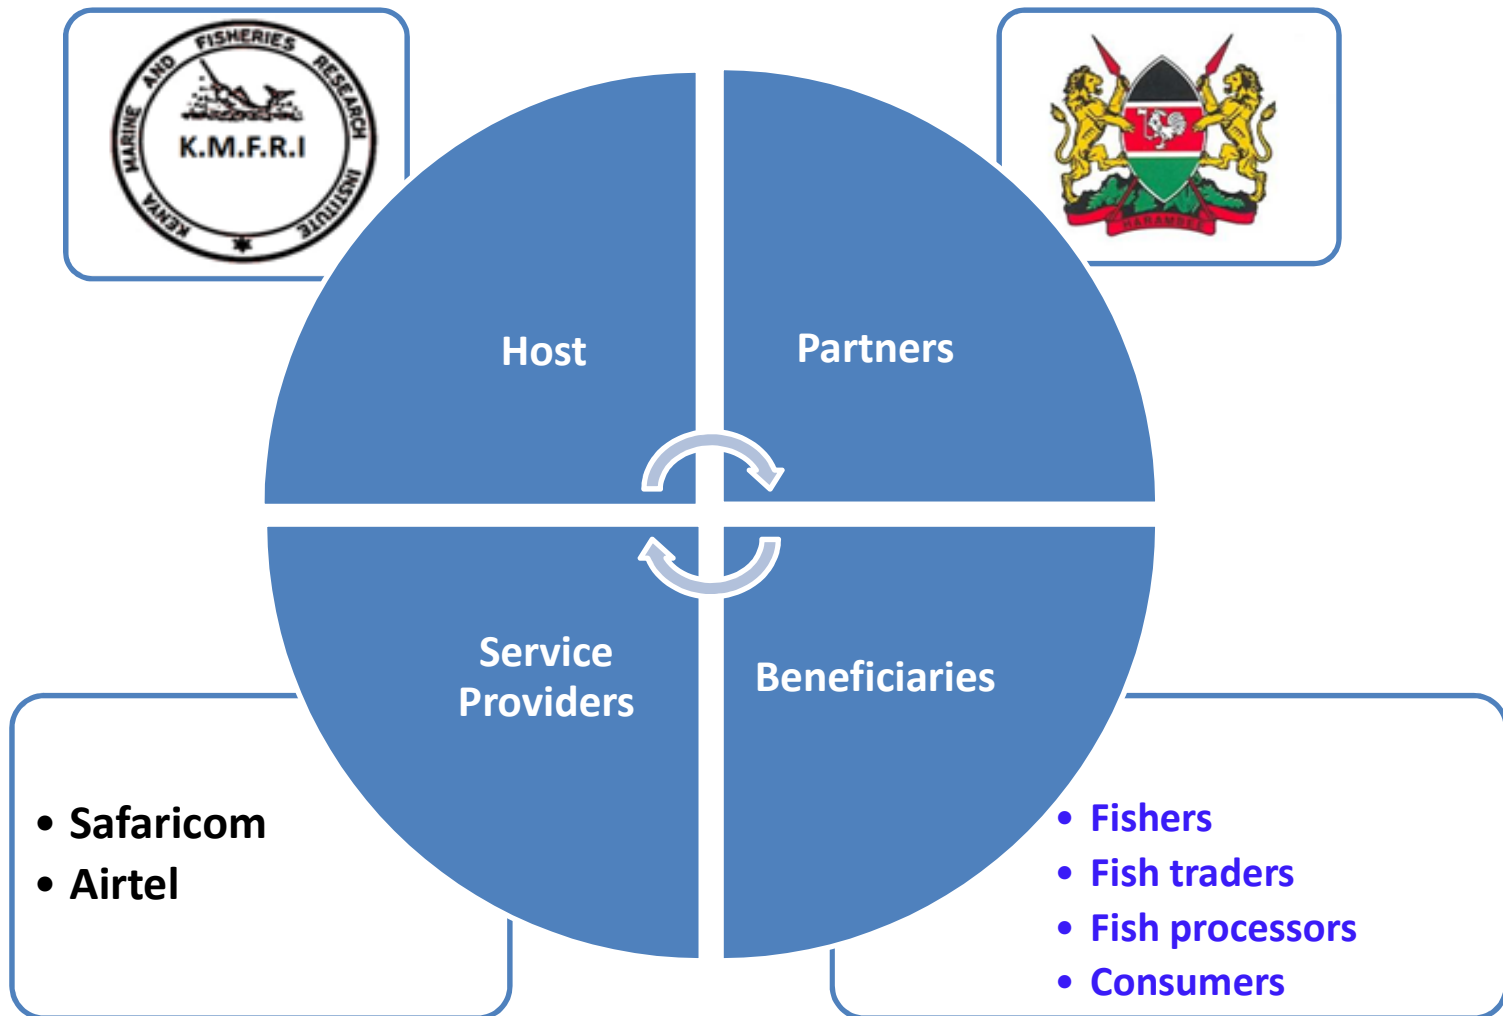 KENYA MARINE AND FISHERIES RESEARCH INSTITUTE
K.M.F.R.I
HARAMBEE
Host
Partners
Service
Providers
Beneficiaries
• Safaricom
• Airtel
• Fishers
• Fish traders
• Fish processors
• Consumers